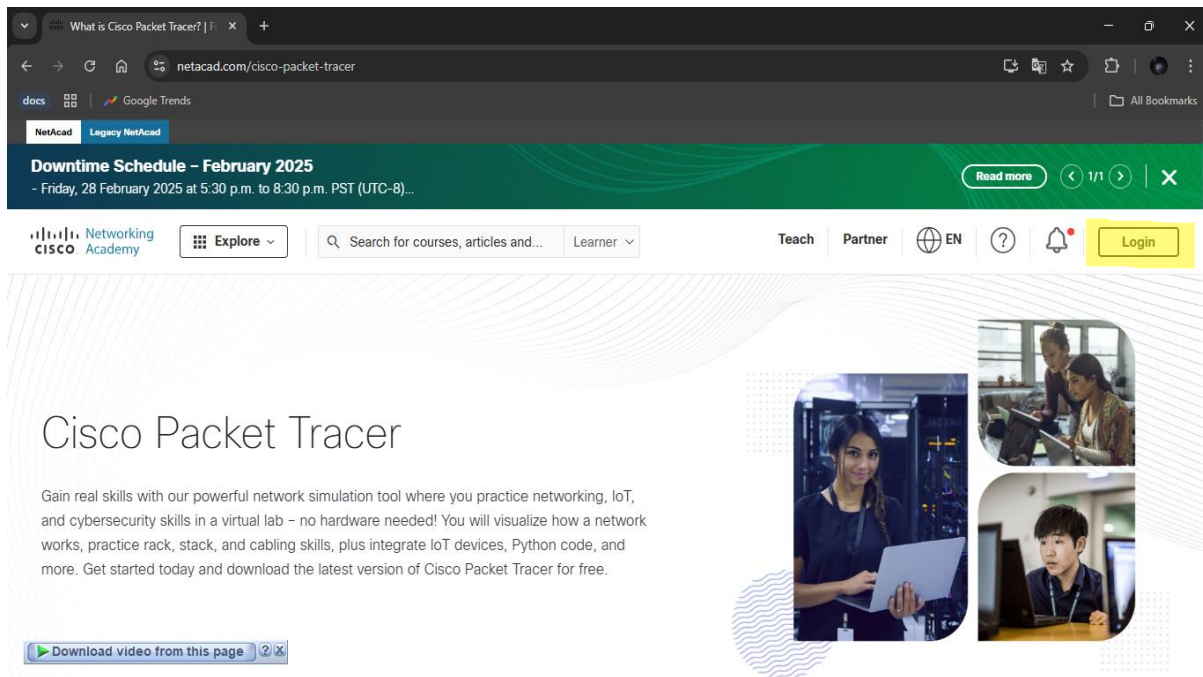 What is Cisco Packet Tracer? | F
netacad.com/cisco-packet-tracer
docs
Google Trends
All Bookmarks
NetAcad
Legacy NetAcad
Downtime Schedule – February 2025
Read more
1/1
- Friday, 28 February 2025 at 5:30 p.m. to 8:30 p.m. PST (UTC-8)...
CISCO Networking Academy
Explore
Search for courses, articles and...
Learner
Teach
Partner
EN
?
Login
Cisco Packet Tracer
Gain real skills with our powerful network simulation tool where you practice networking, IoT,
and cybersecurity skills in a virtual lab – no hardware needed! You will visualize how a network
works, practice rack, stack, and cabling skills, plus integrate IoT devices, Python code, and
more. Get started today and download the latest version of Cisco Packet Tracer for free.
Download video from this page
?